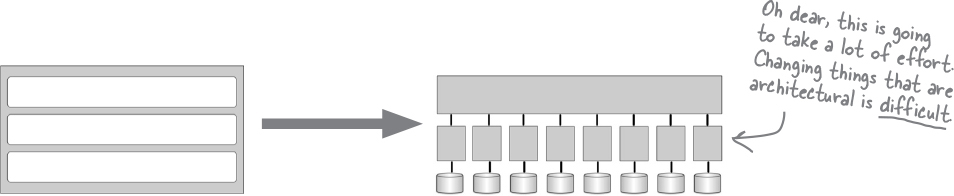 Oh dear, this is going
to take a lot of effort.
Changing things that are
architectural is difficult.